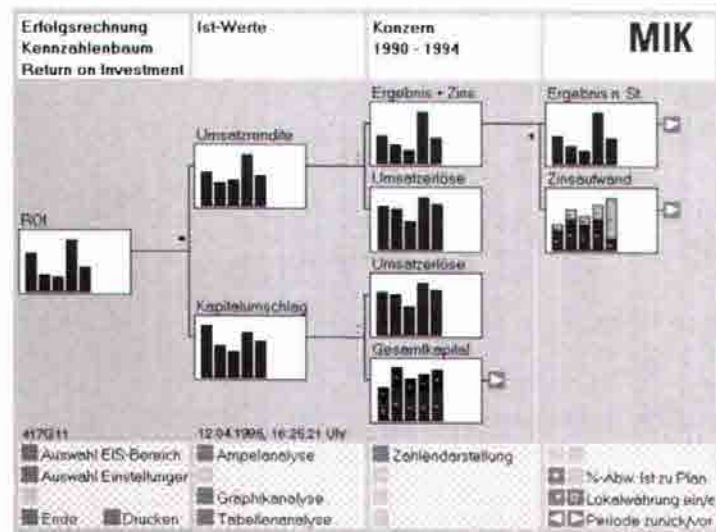 Erfolgsrechnung
Kennzahlenbaum
Return on Investment
Ist-Werte
Konzern
1990 - 1994
MIK
Ergebnis + Zins
Ergebnis n. St.
Umsatzrendite
Umsatzerlöse
Zinsaufwand
ROI
Umsatzerlöse
Kapitalumschlag
Gesamtkapital
12.04.1995, 16:25:21 Uhr
Auswahl EIS-Bereich
Ampelanalyse
Zahlendarstellung
Auswahl Einstellungen
%-Abw. Ist zu Plan
Graphikanalyse
Lokalwährung ein/e
Ende
Drucken
Tabellenanalyse
Periode zurück/vor